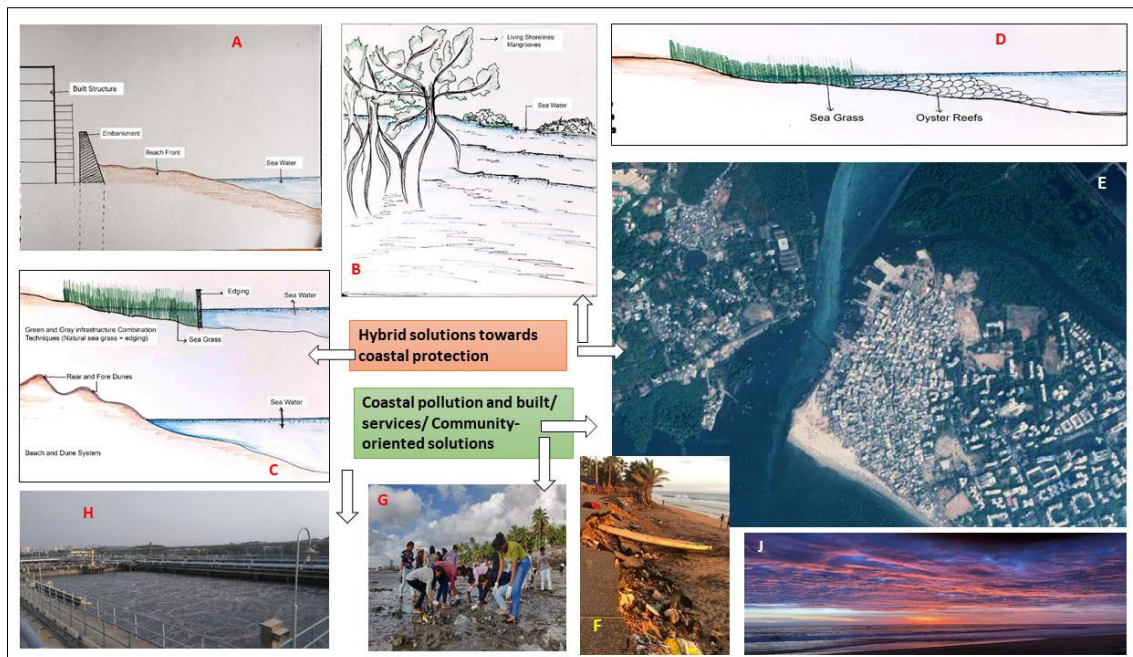 A
Built Structure
Embankment
Beach Front
Sea Water
B
Living Shorelines:
Mangrooves
Sea Water
D
Sea Grass
Oyster Reefs
E
Edging
Sea Water
Green and Gray infrastructure Combination
Techniques (Natural sea grass + edging)
Sea Grass
Rear and Fore Dunes
Sea Water
Beach and Dune System
C
Hybrid solutions towards
coastal protection
Coastal pollution and built/
services/ Community-
oriented solutions
H
G
F
J